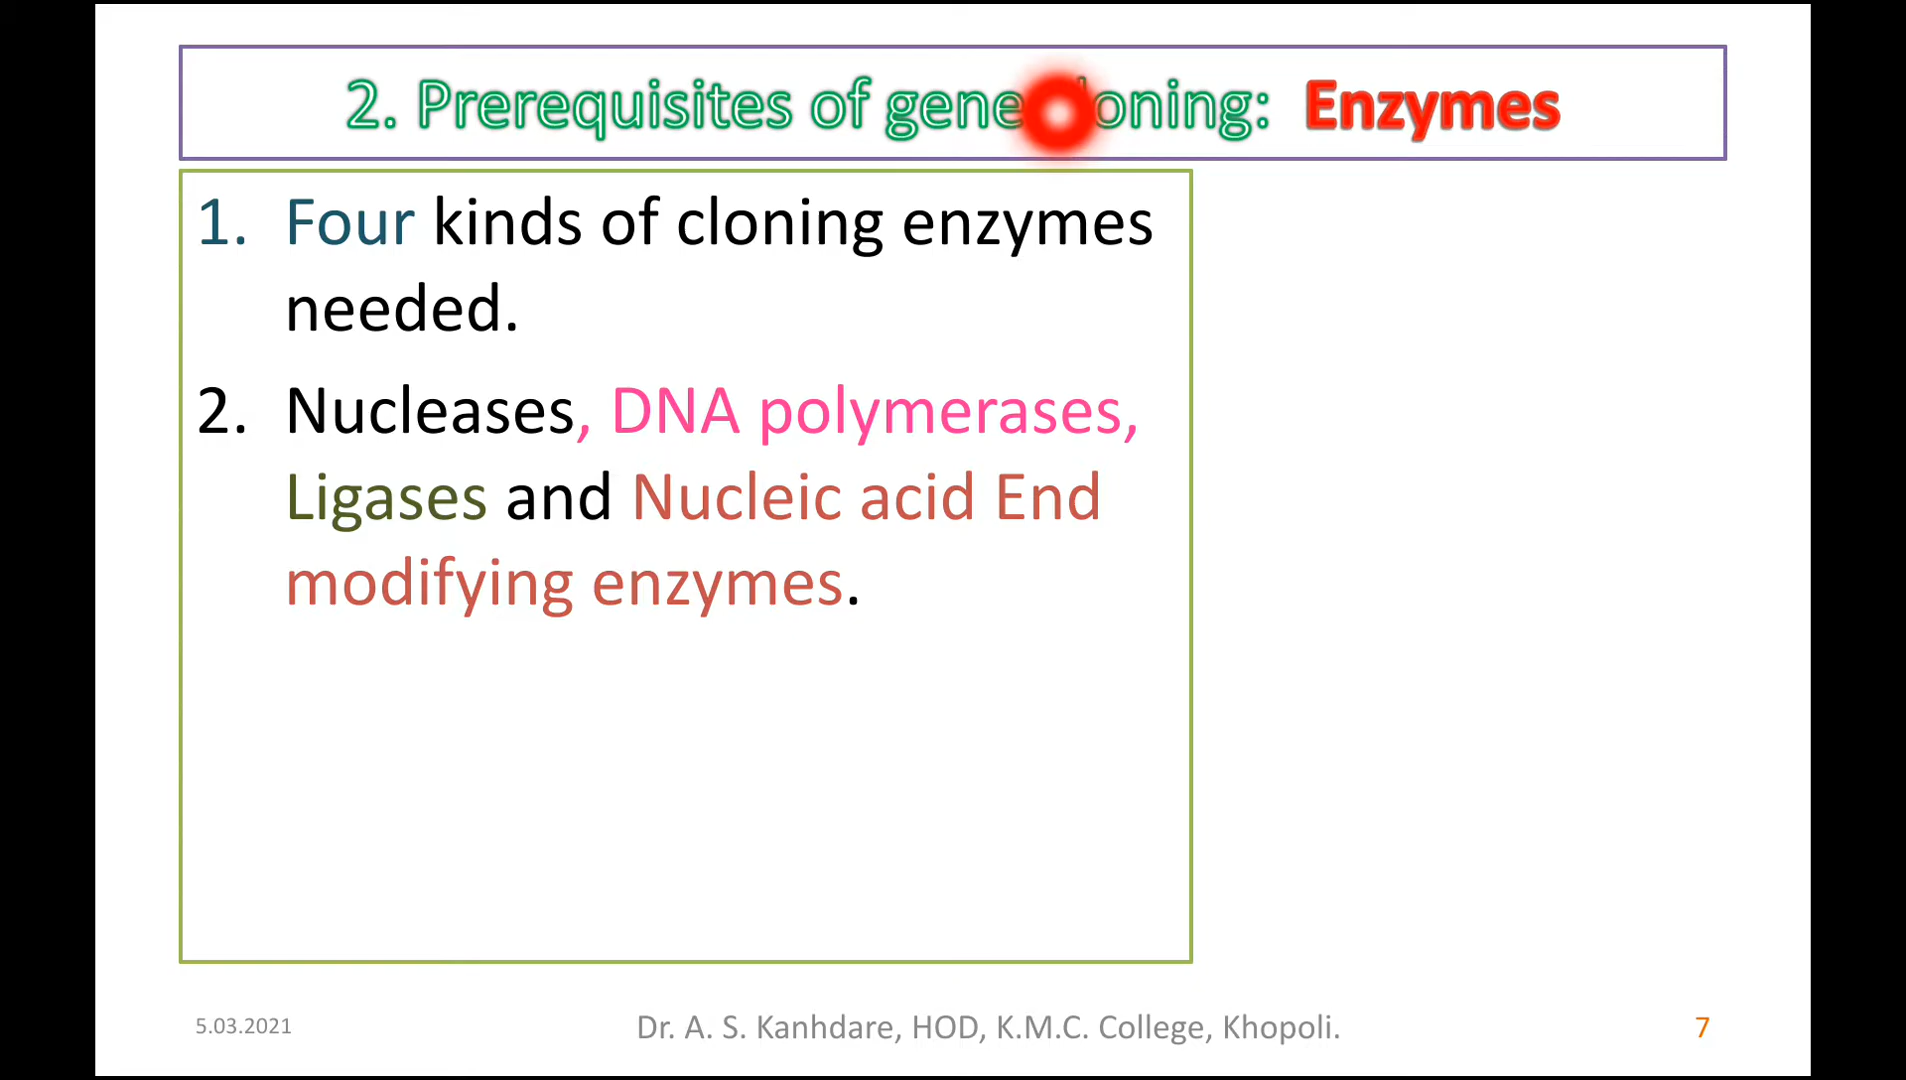 2. Prerequisites of gene cloning: Enzymes
1. Four kinds of cloning enzymes
needed.
2. Nucleases, DNA polymerases,
Ligases and Nucleic acid End
modifying enzymes.
5.03.2021
Dr. A. S. Kanhdare, HOD, K.M.C. College, Khopoli.
7